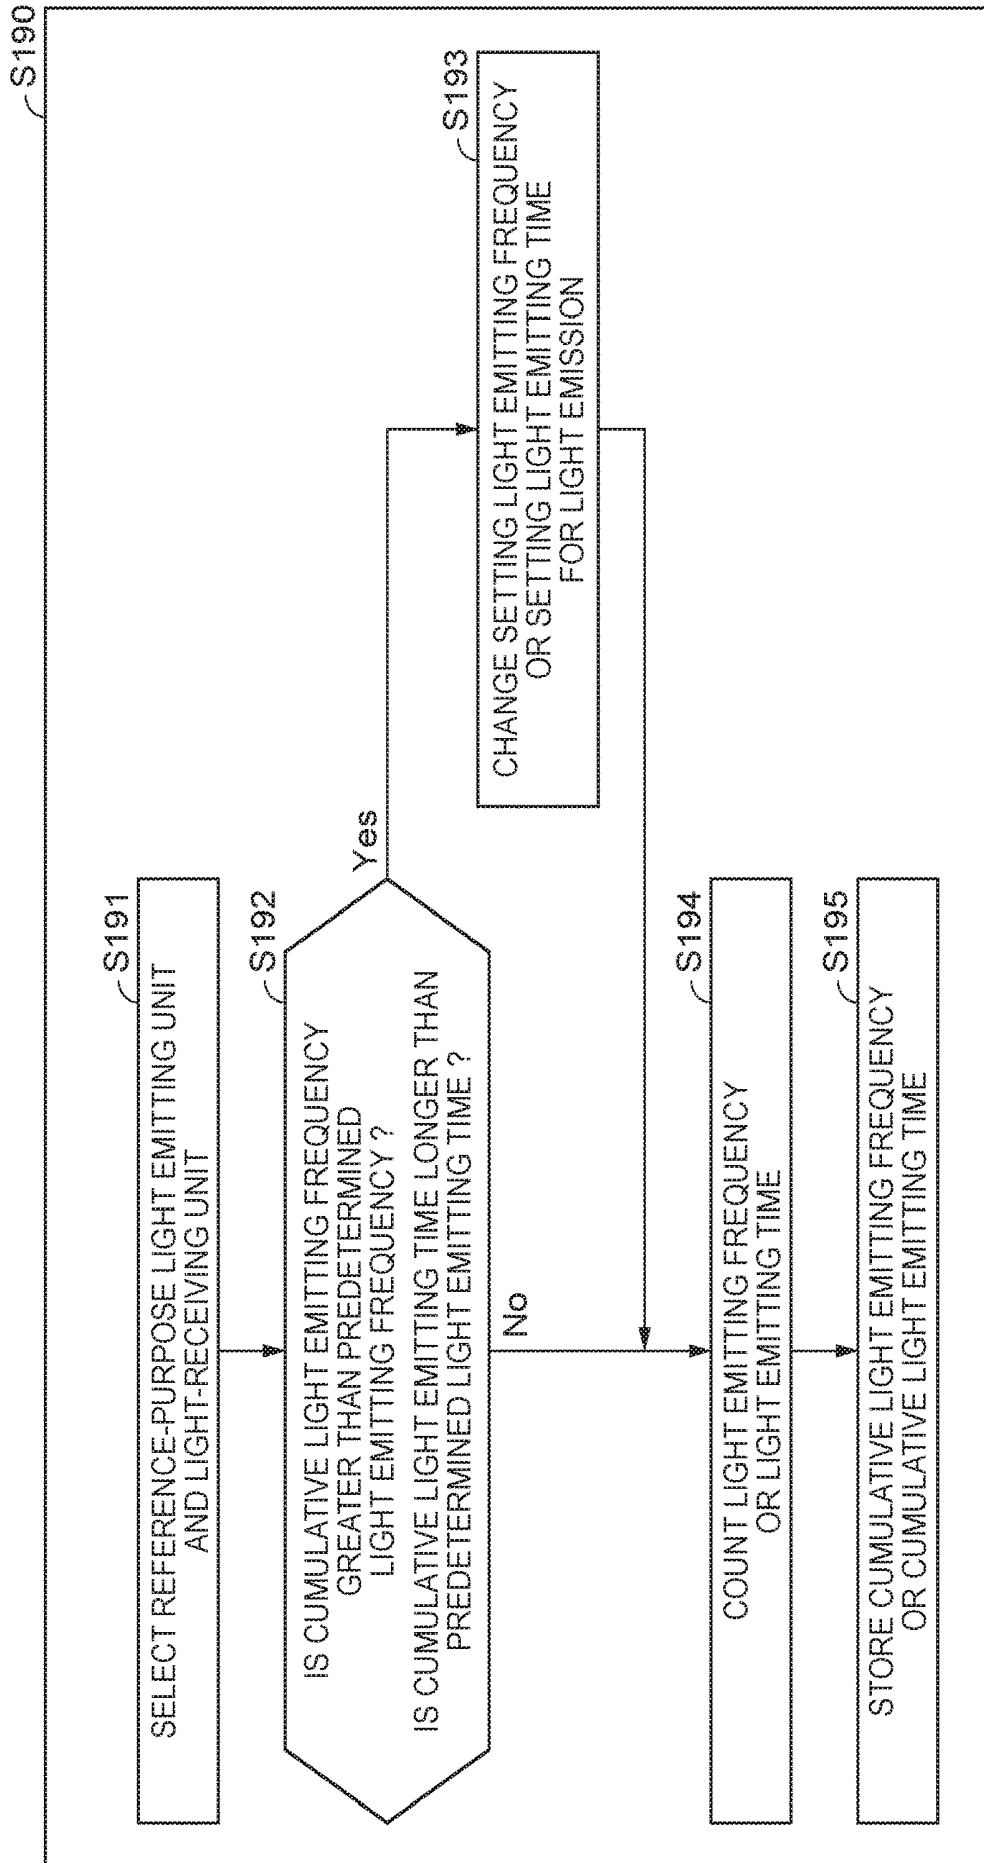 S190
S191
SELECT REFERENCE-PURPOSE LIGHT EMITTING UNIT
AND LIGHT-RECEIVING UNIT
S192
IS CUMULATIVE LIGHT EMITTING FREQUENCY
GREATER THAN PREDETERMINED
LIGHT EMITTING FREQUENCY ?
IS CUMULATIVE LIGHT EMITTING TIME LONGER THAN
PREDETERMINED LIGHT EMITTING TIME ?
Yes
No
S193
CHANGE SETTING LIGHT EMITTING FREQUENCY
OR SETTING LIGHT EMITTING TIME
FOR LIGHT EMISSION
S194
COUNT LIGHT EMITTING FREQUENCY
OR LIGHT EMITTING TIME
S195
STORE CUMULATIVE LIGHT EMITTING FREQUENCY
OR CUMULATIVE LIGHT EMITTING TIME